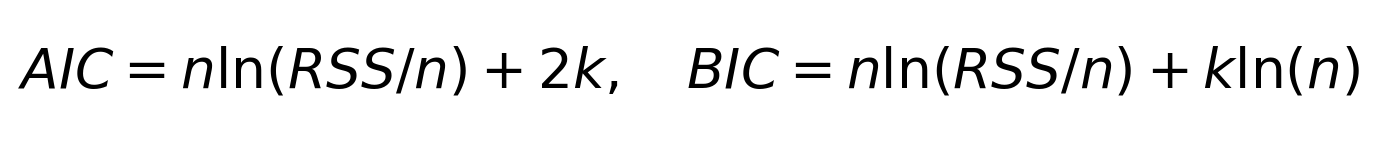 AIC = n ln(RSS/n) + 2k, BIC = n ln(RSS/n) + k ln(n)